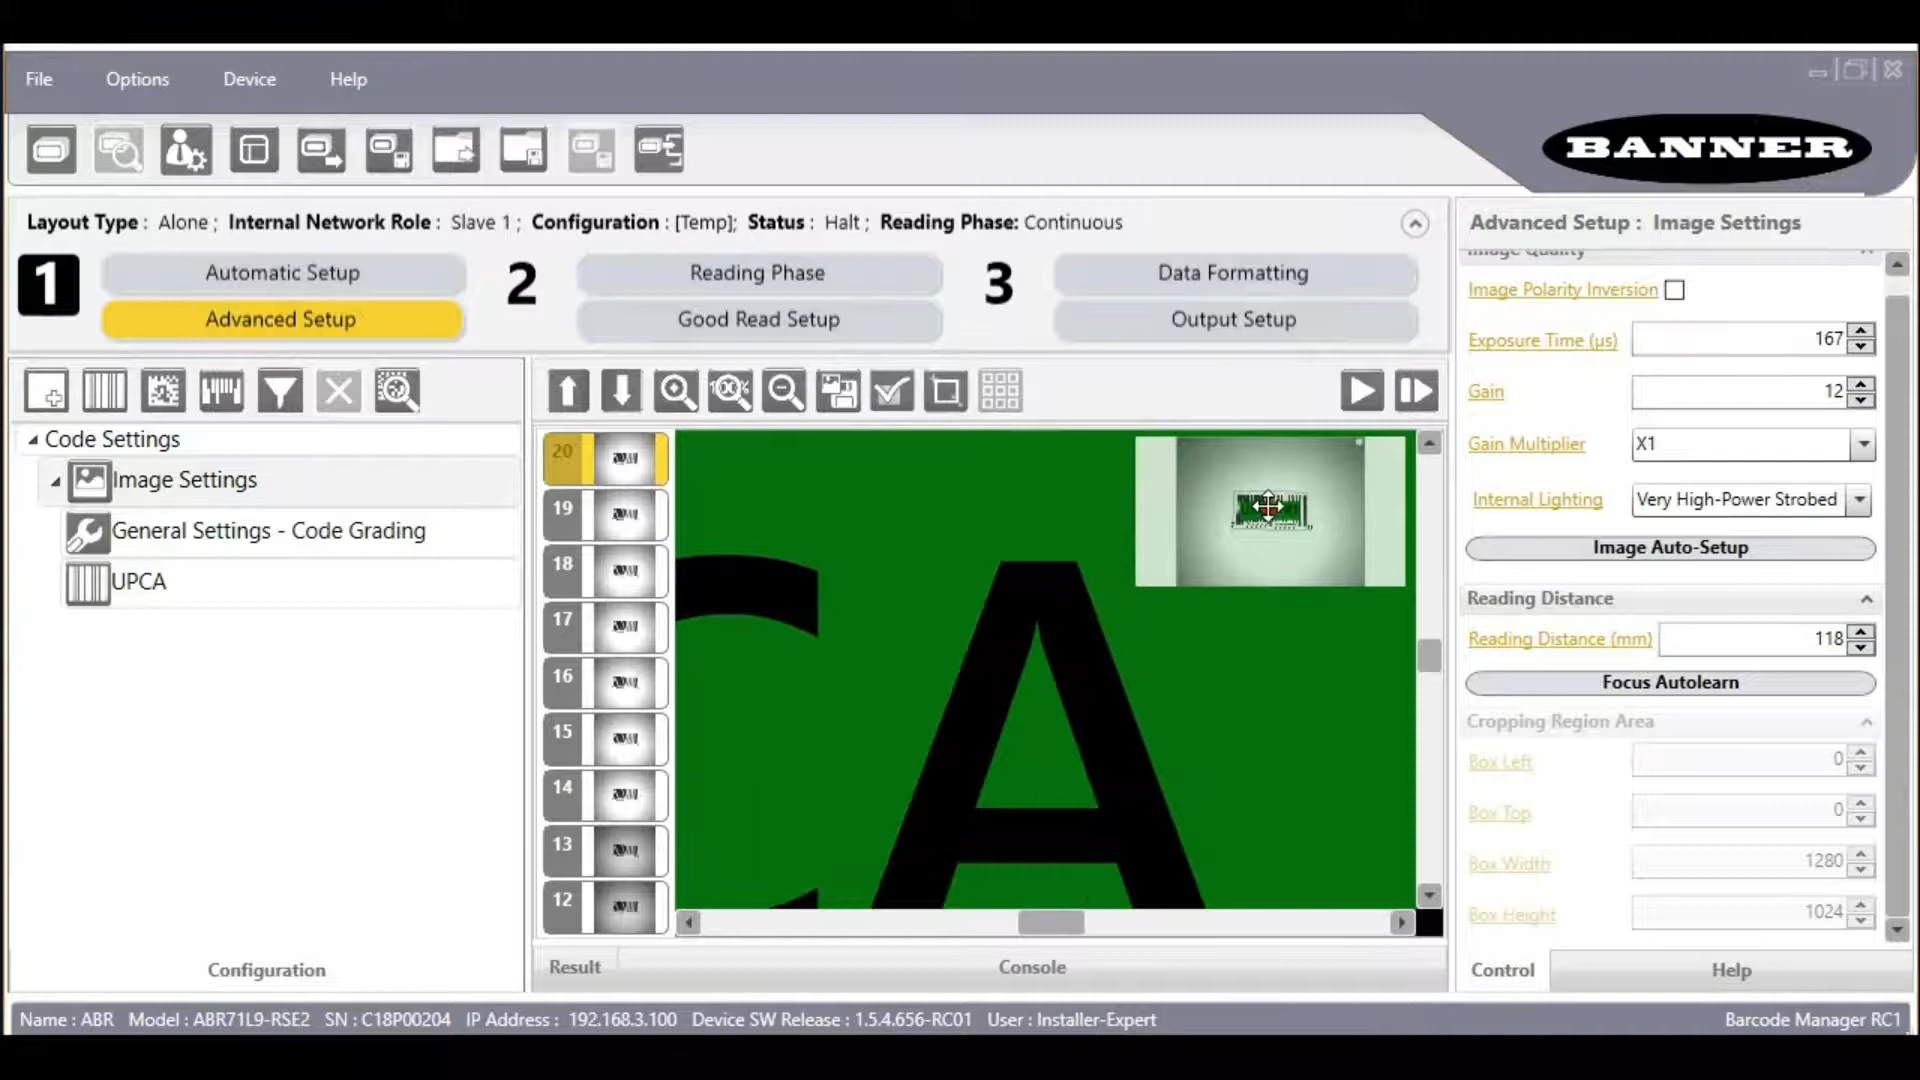 File Options Device Help
BANNER
Layout Type : Alone ; Internal Network Role : Slave 1 ; Configuration : [Temp]; Status : Halt ; Reading Phase: Continuous
1 Automatic Setup 2 Reading Phase 3 Data Formatting
Advanced Setup Good Read Setup Output Setup
Code Settings
Image Settings
General Settings - Code Grading
UPCA
Configuration
100%
20
19
18
17
16
15
14
13
12
CA
Result Console
Advanced Setup : Image Settings
Image Quality
Image Polarity Inversion
Exposure Time (µs) 167
Gain 12
Gain Multiplier X1
Internal Lighting Very High-Power Strobed
Image Auto-Setup
Reading Distance
Reading Distance (mm) 118
Focus Autolearn
Cropping Region Area
Box Left 0
Box Top 0
Box Width 1280
Box Height 1024
Control Help
Name : ABR Model : ABR71L9-RSE2 SN : C18P00204 IP Address : 192.168.3.100 Device SW Release : 1.5.4.656-RC01 User : Installer-Expert Barcode Manager RC1